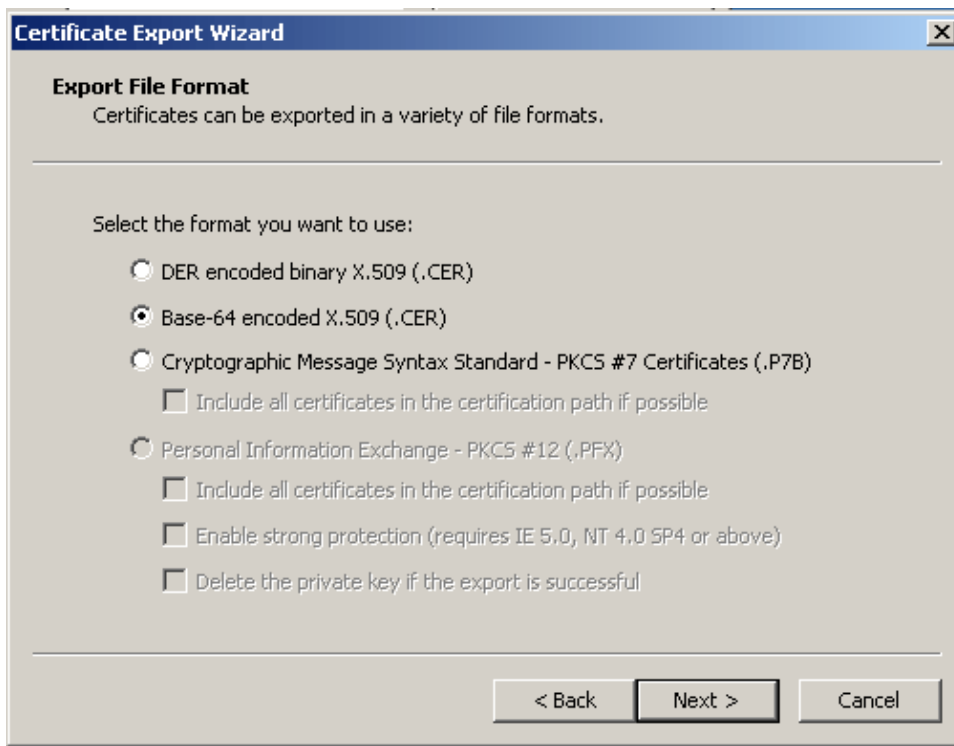 Certificate Export Wizard
Export File Format
Certificates can be exported in a variety of file formats.
Select the format you want to use:
DER encoded binary X.509 (.CER)
Base-64 encoded X.509 (.CER)
Cryptographic Message Syntax Standard - PKCS #7 Certificates (.P7B)
Include all certificates in the certification path if possible
Personal Information Exchange - PKCS #12 (.PFX)
Include all certificates in the certification path if possible
Enable strong protection (requires IE 5.0, NT 4.0 SP4 or above)
Delete the private key if the export is successful
< Back Next > Cancel